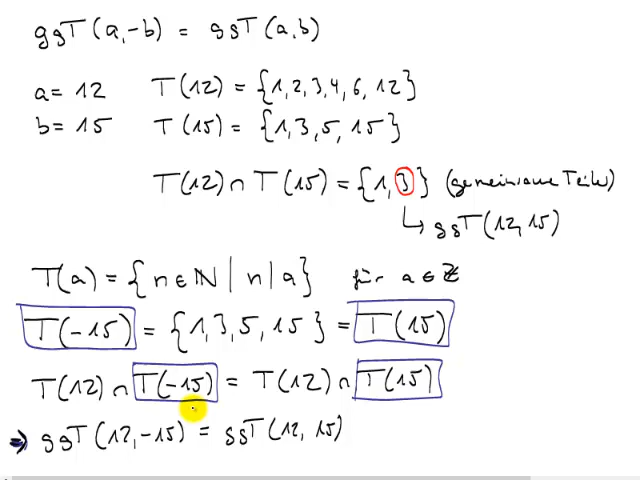 ggT(a,-b) = ggT(a,b)
a = 12 T(12) = {1,2,3,4,6,12}
b = 15 T(15) = {1,3,5,15}
T(12) ∩ T(15) = {1,3} (gemeinsame Teiler)
↳ ggT(12,15)
T(a) = {n ∈ ℕ | n | a} für a ∈ ℤ
T(-15) = {1,3,5,15} = T(15)
T(12) ∩ T(-15) = T(12) ∩ T(15)
⇒ ggT(12,-15) = ggT(12,15)